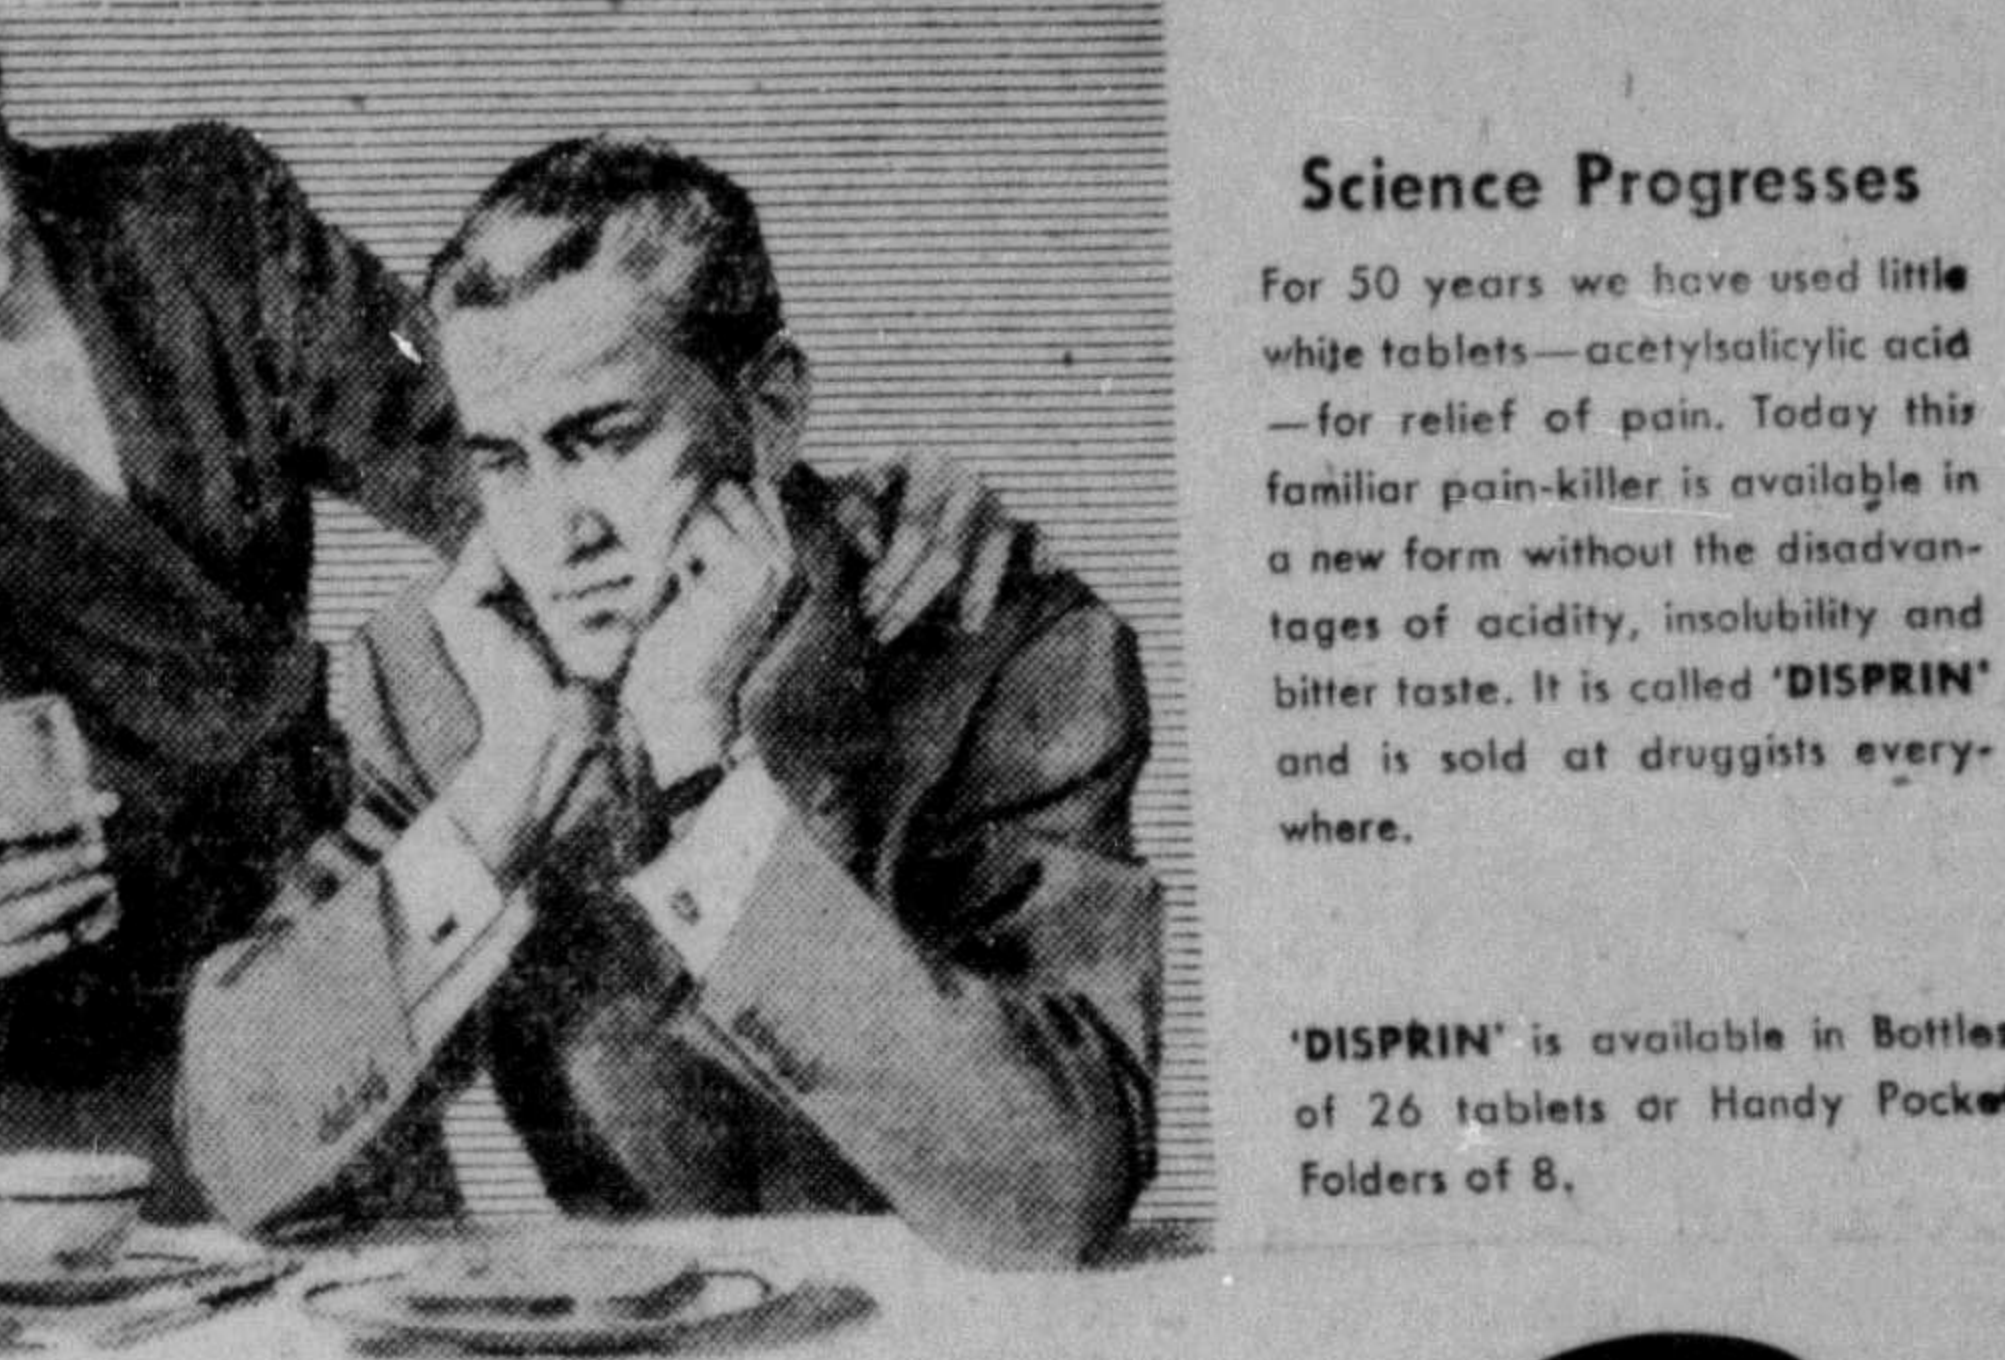 Science Progresses
For 50 years we have used little
white tablets—acetylsalicylic acid
—for relief of pain. Today this
familiar pain-killer is available in
a new form without the disadvan-
tages of acidity, insolubility and
bitter taste. It is called 'DISPRIN'
and is sold at druggists every-
where.
'DISPRIN' is available in Bottles
of 26 tablets or Handy Pocket
Folders of 8.